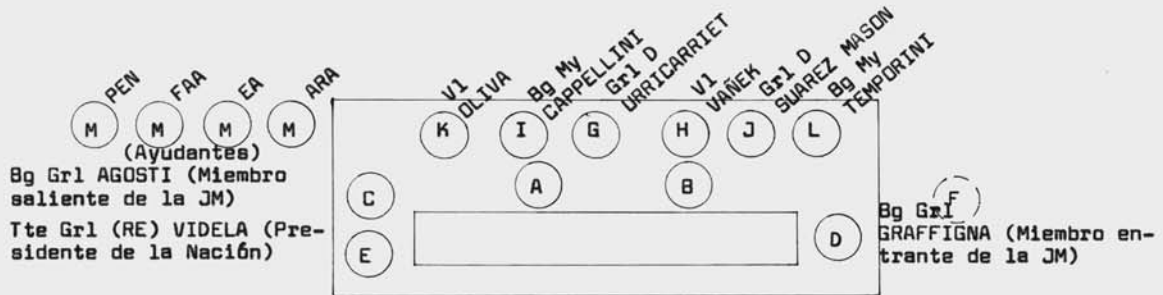 PEN
FAA
EA
ARA
M M M M
(Ayudantes)
Bg Grl AGOSTI (Miembro
saliente de la JM)
Tte Grl (RE) VIDELA (Pre-
sidente de la Nación)
Vl
OLIVA
Bg My
CAPPELLINI
Grl D
URRICARRIET
Vl
VAÑEK
Grl D
SUAREZ MASON
Bg My
TEMPORINI
K I G H J L
A B
C
E
D
F
Bg Grl
GRAFFIGNA (Miembro en-
trante de la JM)